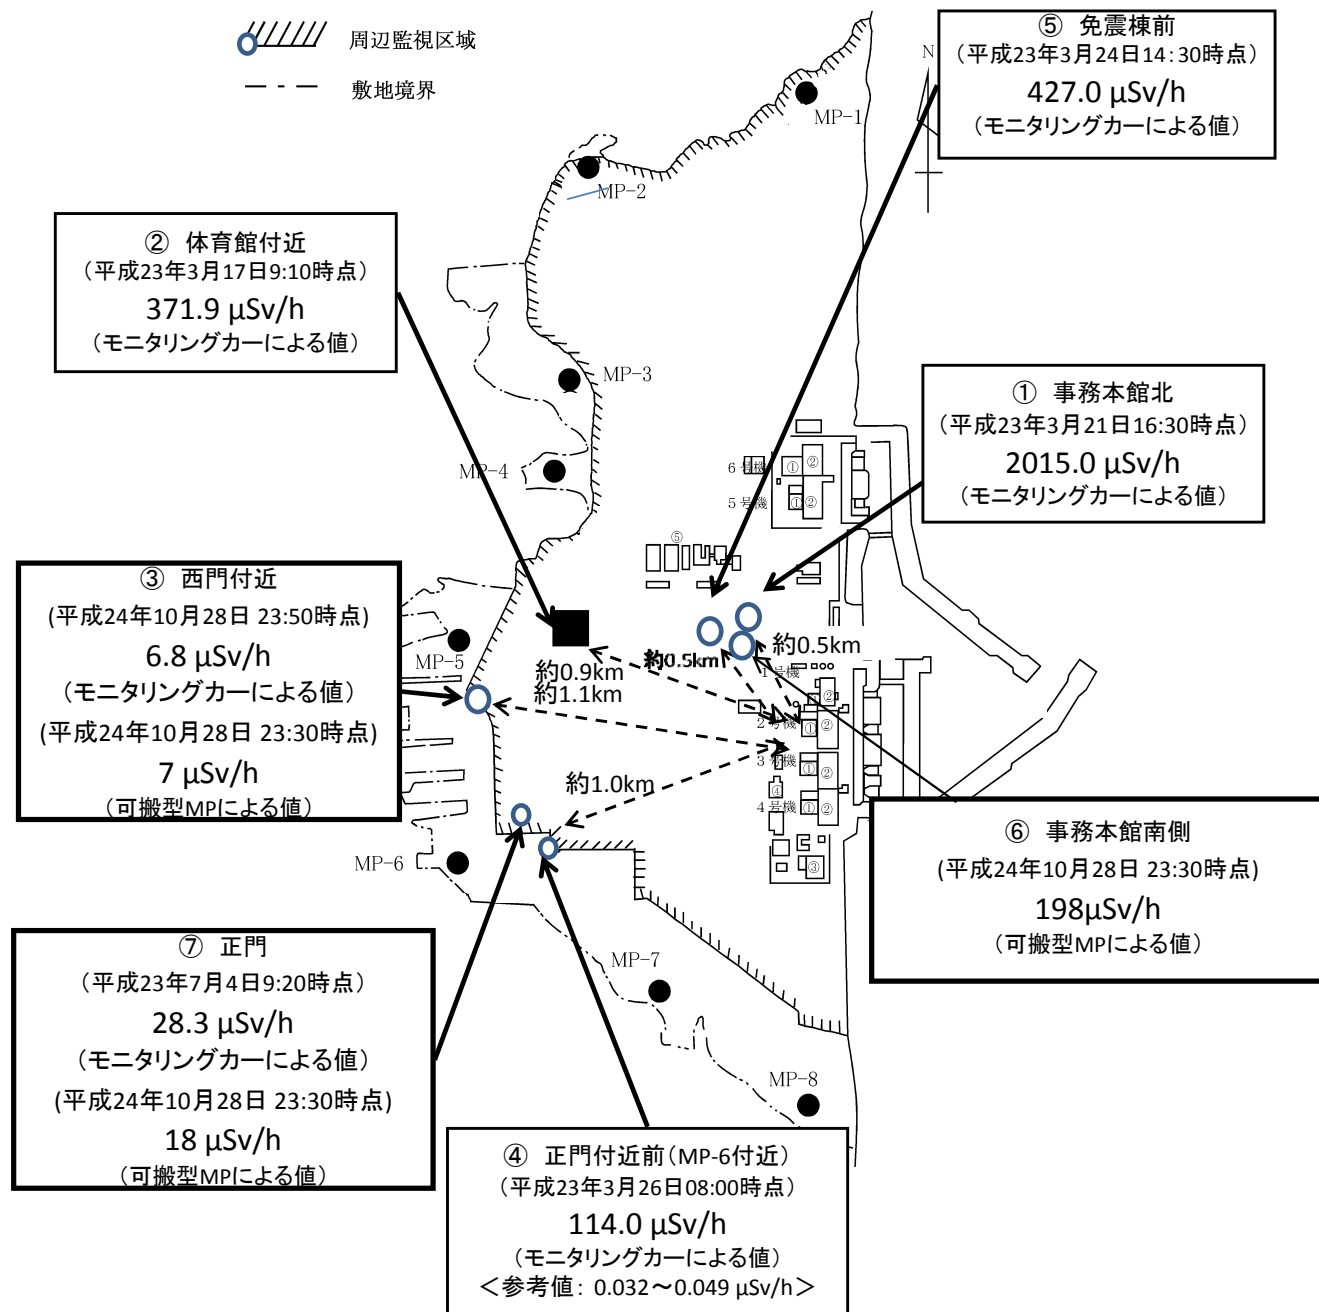 周辺監視区域
敷地境界
⑤ 免震棟前
（平成23年3月24日14:30時点）
427.0 μSv/h
（モニタリングカーによる値）
N
MP-1
MP-2
② 体育館付近
（平成23年3月17日9:10時点）
371.9 μSv/h
（モニタリングカーによる値）
MP-3
① 事務本館北
（平成23年3月21日16:30時点）
2015.0 μSv/h
（モニタリングカーによる値）
MP-4
6号機
① ②
5号機
① ②
⑤
③ 西門付近
(平成24年10月28日 23:50時点)
6.8 μSv/h
（モニタリングカーによる値）
(平成24年10月28日 23:30時点)
7 μSv/h
（可搬型MPによる値）
MP-5
約0.5km
約0.5km
約0.9km
約1.1km
1号機
②
2号機
① ②
3号機
① ②
④
4号機
① ②
③
約1.0km
MP-6
⑥ 事務本館南側
(平成24年10月28日 23:30時点)
198μSv/h
（可搬型MPによる値）
⑦ 正門
（平成23年7月4日9:20時点）
28.3 μSv/h
（モニタリングカーによる値）
(平成24年10月28日 23:30時点)
18 μSv/h
（可搬型MPによる値）
MP-7
MP-8
④ 正門付近前（MP-6付近）
（平成23年3月26日08:00時点）
114.0 μSv/h
（モニタリングカーによる値）
＜参考値： 0.032～0.049 μSv/h＞